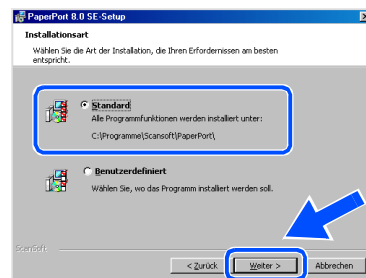 PaperPort 8.0 SE-Setup
Installationsart
Wählen Sie die Art der Installation, die Ihren Erfordernissen am besten
entspricht.
Standard
Alle Programmfunktionen werden installiert unter:
C:\Programme\Scansoft\PaperPort\
Benutzerdefiniert
Wählen Sie, wo das Programm installiert werden soll.
ScanSoft
< Zurück Weiter > Abbrechen